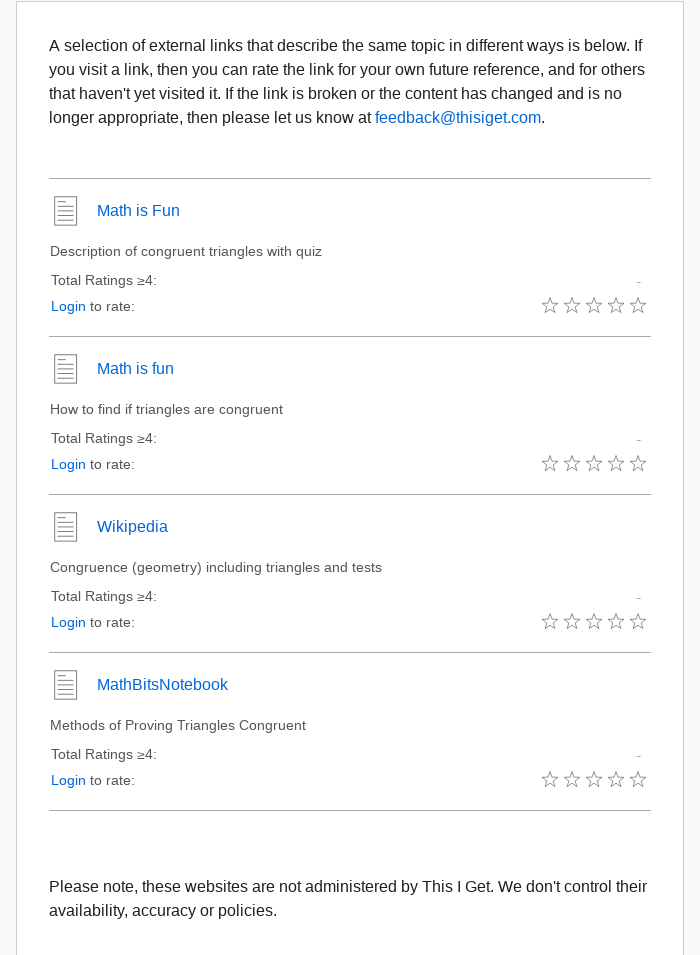 A selection of external links that describe the same topic in different ways is below. If
you visit a link, then you can rate the link for your own future reference, and for others
that haven't yet visited it. If the link is broken or the content has changed and is no
longer appropriate, then please let us know at feedback@thisiget.com.
Math is Fun
Description of congruent triangles with quiz
Total Ratings ≥4: -
Login to rate:
Math is fun
How to find if triangles are congruent
Total Ratings ≥4: -
Login to rate:
Wikipedia
Congruence (geometry) including triangles and tests
Total Ratings ≥4: -
Login to rate:
MathBitsNotebook
Methods of Proving Triangles Congruent
Total Ratings ≥4: -
Login to rate:
Please note, these websites are not administered by This I Get. We don't control their
availability, accuracy or policies.